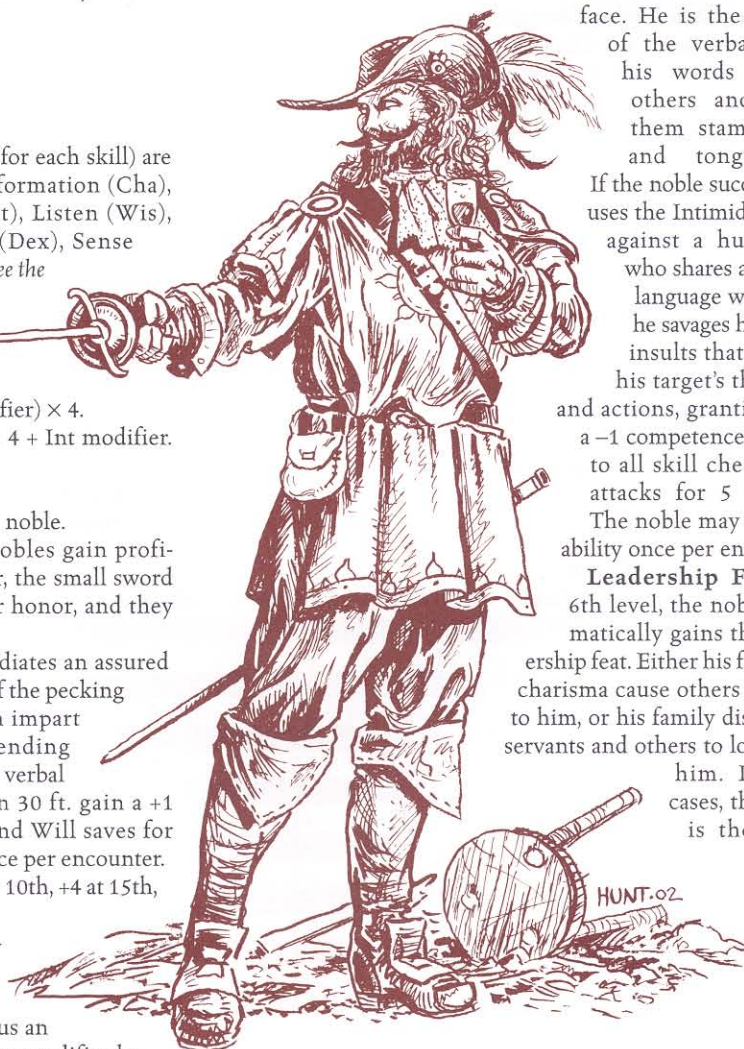 for each skill) are
formation (Cha),
t), Listen (Wis),
(Dex), Sense
ee the
fier) × 4.
4 + Int modifier.
noble.
obles gain profi-
r, the small sword
r honor, and they
diates an assured
f the pecking
n impart
ending
verbal
n 30 ft. gain a +1
nd Will saves for
ce per encounter.
10th, +4 at 15th,
us an
face. He is the
of the verba
his words
others and
them stam
and tong
If the noble succ
uses the Intimid
against a hu
who shares a
language w
he savages h
insults that
his target's th
and actions, granti
a –1 competence
to all skill che
attacks for 5
The noble may
ability once per en
Leadership F
6th level, the nob
matically gains th
ership feat. Either his f
charisma cause others
to him, or his family dis
servants and others to lo
him. I
cases, th
is the
HUNT·02